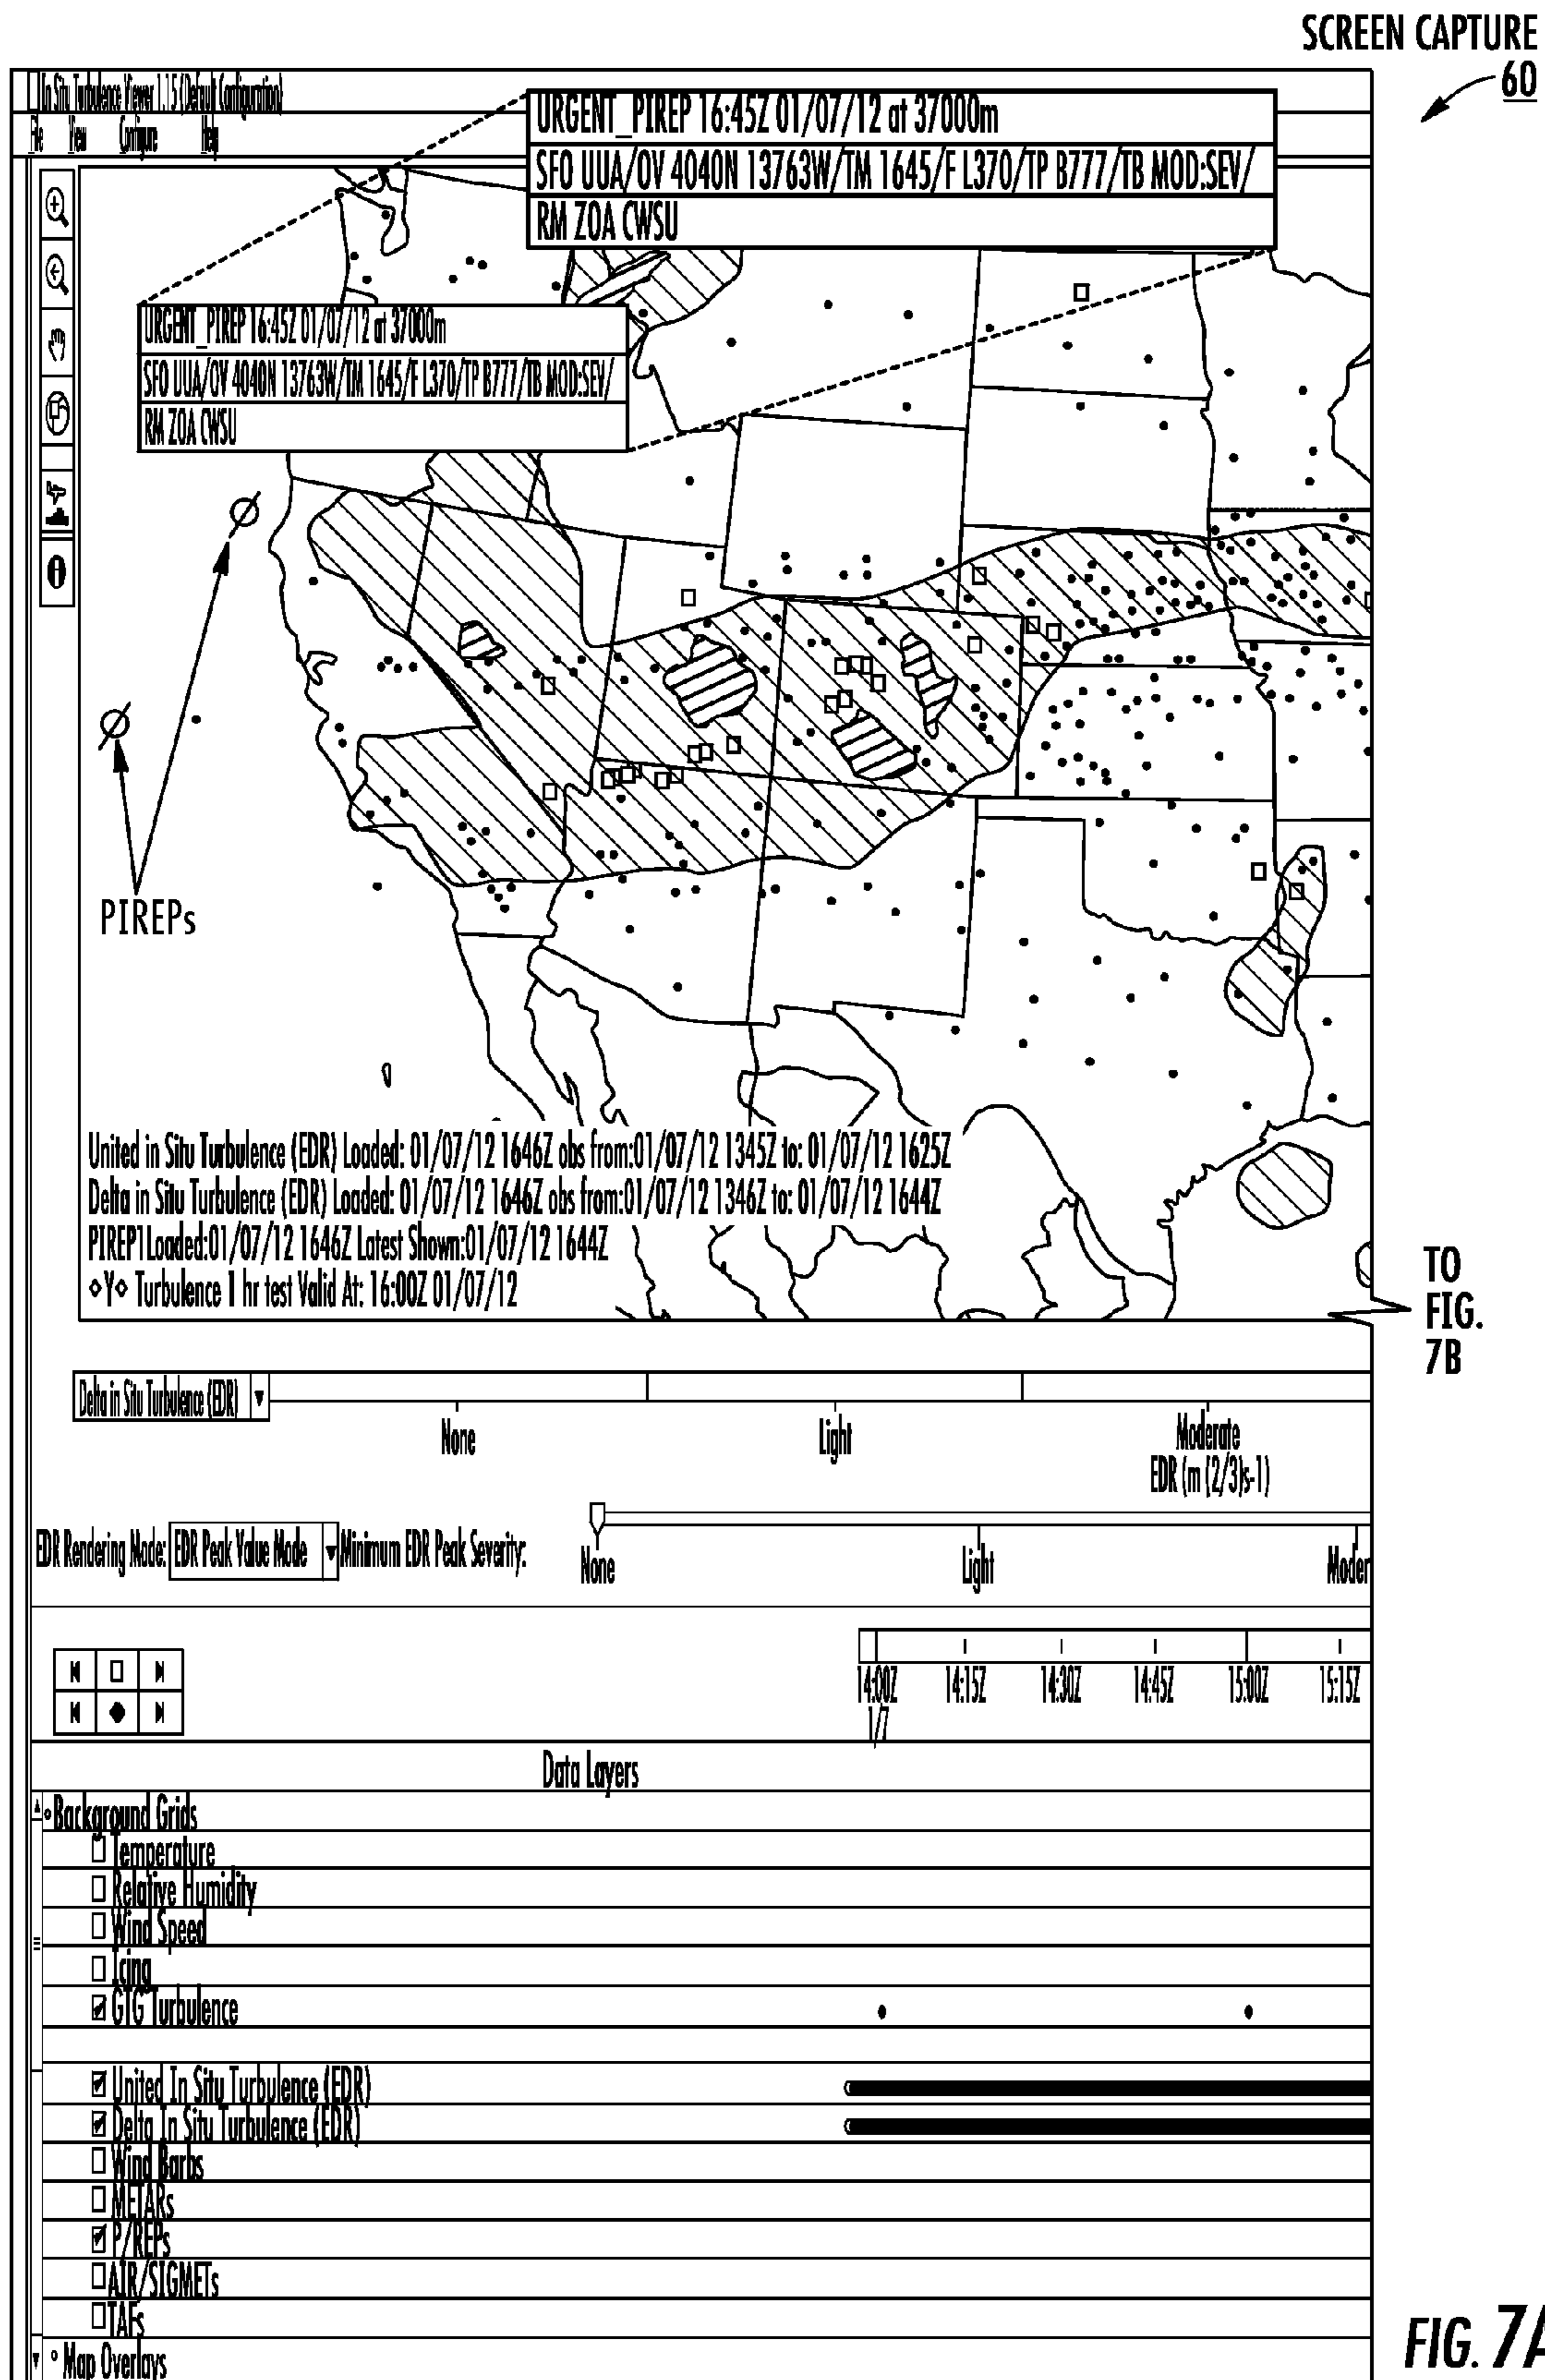 SCREEN CAPTURE
60
In Situ Turbulence Viewer 1.15 (Default Configuration)
File View Configure Help
URGENT_PIREP 16:45Z 01/07/12 at 37000m
SFO UUA/OV 4040N 13763W/TM 1645/F L370/TP B777/TB MOD:SEV/
RM ZOA CWSU
URGENT_PIREP 16:45Z 01/07/12 at 37000m
SFO UUA/OV 4040N 13763W/TM 1645/F L370/TP B777/TB MOD:SEV/
RM ZOA CWSU
PIREPs
United in Situ Turbulence (EDR) Loaded: 01/07/12 1646Z obs from:01/07/12 1345Z to: 01/07/12 1625Z
Delta in Situ Turbulence (EDR) Loaded: 01/07/12 1646Z obs from:01/07/12 1346Z to: 01/07/12 1644Z
PIREP1Loaded:01/07/12 1646Z Latest Shown:01/07/12 1644Z
◇Y◇ Turbulence 1 hr test Valid At: 16:00Z 01/07/12
TO
FIG.
7B
Delta in Situ Turbulence (EDR)
None Light Moderate
EDR (m (2/3)s-1)
EDR Rendering Mode: EDR Peak Value Mode Minimum EDR Peak Severity:
None Light Moder
14:00Z 14:15Z 14:30Z 14:45Z 15:00Z 15:15Z
1/7
Data Layers
Background Grids
Temperature
Relative Humidity
Wind Speed
Icing
GTG Turbulence
United In Situ Turbulence (EDR)
Delta In Situ Turbulence (EDR)
Wind Barbs
METARs
P/REPs
AIR/SIGMETs
TAFs
Map Overlays
FIG. 7A